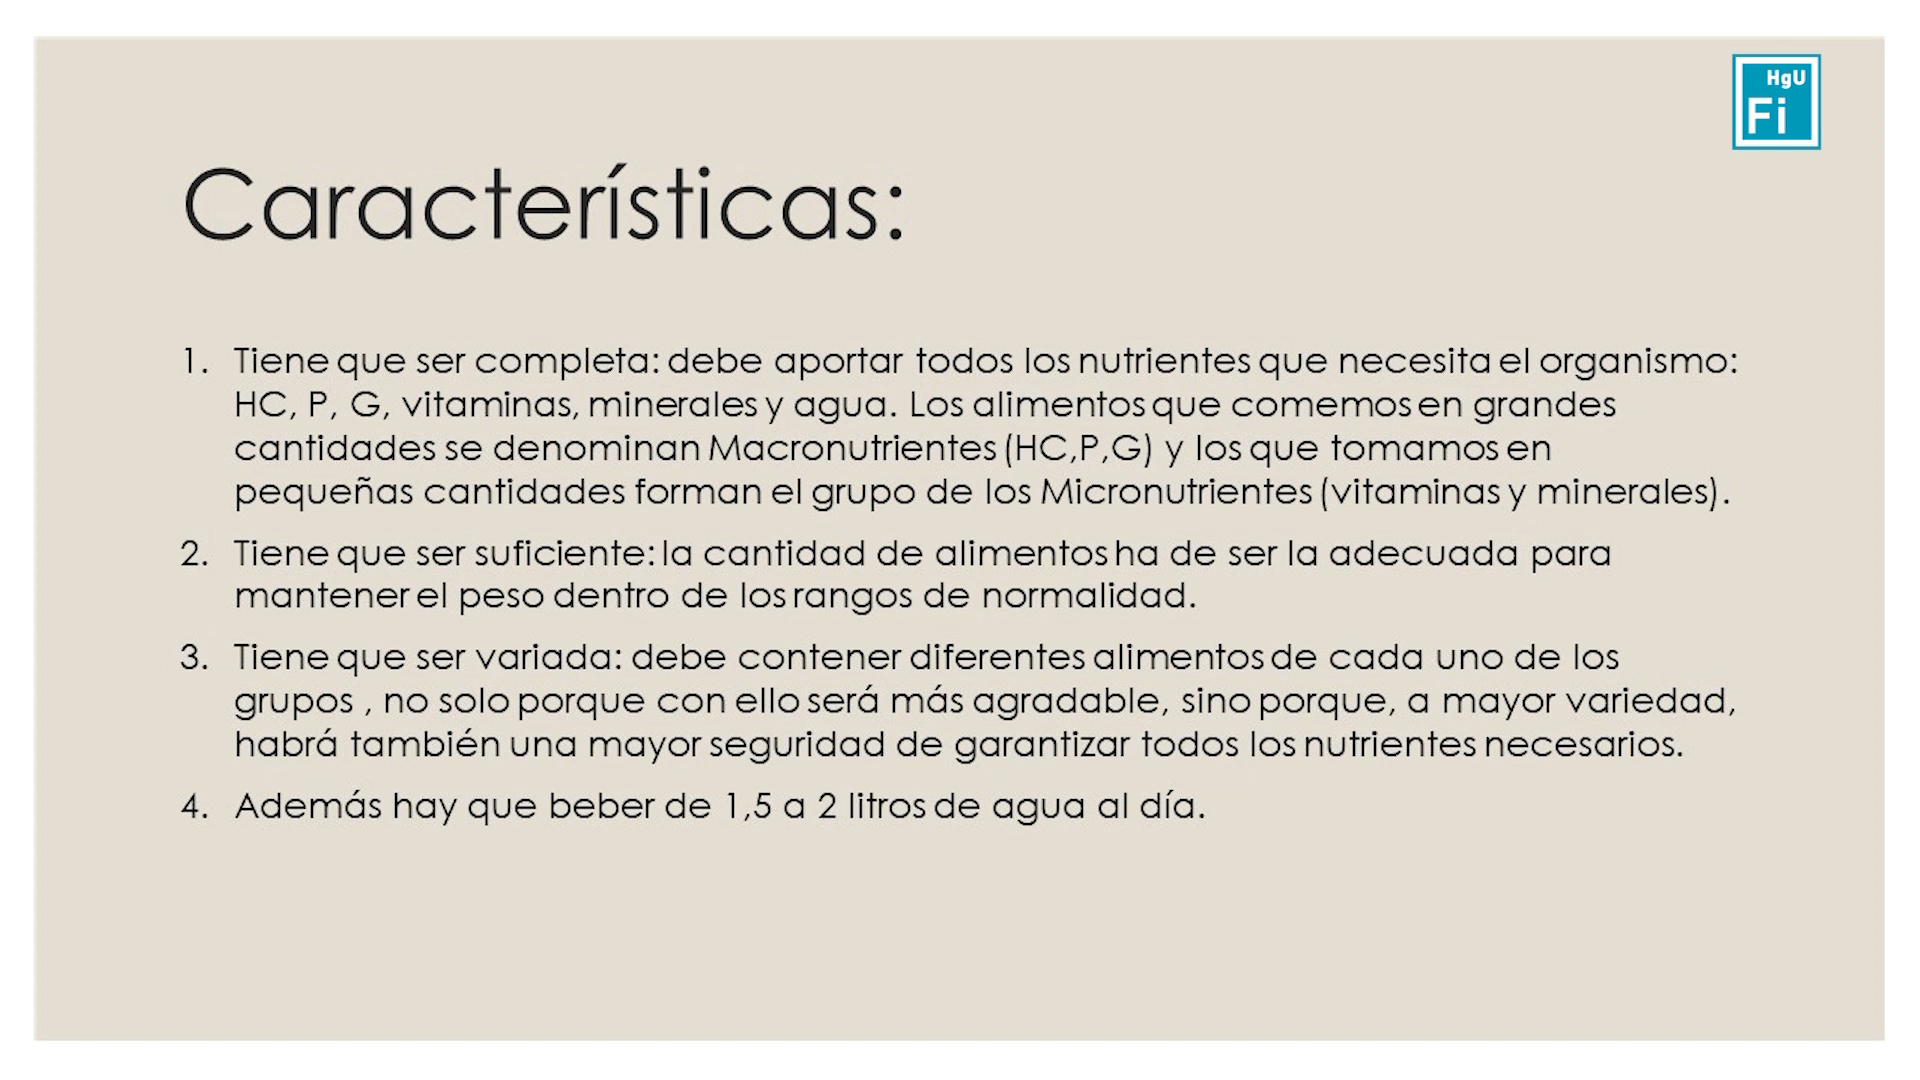 HgU
Fi
Características:
1. Tiene que ser completa: debe aportar todos los nutrientes que necesita el organismo:
HC, P, G, vitaminas, minerales y agua. Los alimentos que comemos en grandes
cantidades se denominan Macronutrientes (HC,P,G) y los que tomamos en
pequeñas cantidades forman el grupo de los Micronutrientes (vitaminas y minerales).
2. Tiene que ser suficiente: la cantidad de alimentos ha de ser la adecuada para
mantener el peso dentro de los rangos de normalidad.
3. Tiene que ser variada: debe contener diferentes alimentos de cada uno de los
grupos , no solo porque con ello será más agradable, sino porque, a mayor variedad,
habrá también una mayor seguridad de garantizar todos los nutrientes necesarios.
4. Además hay que beber de 1,5 a 2 litros de agua al día.